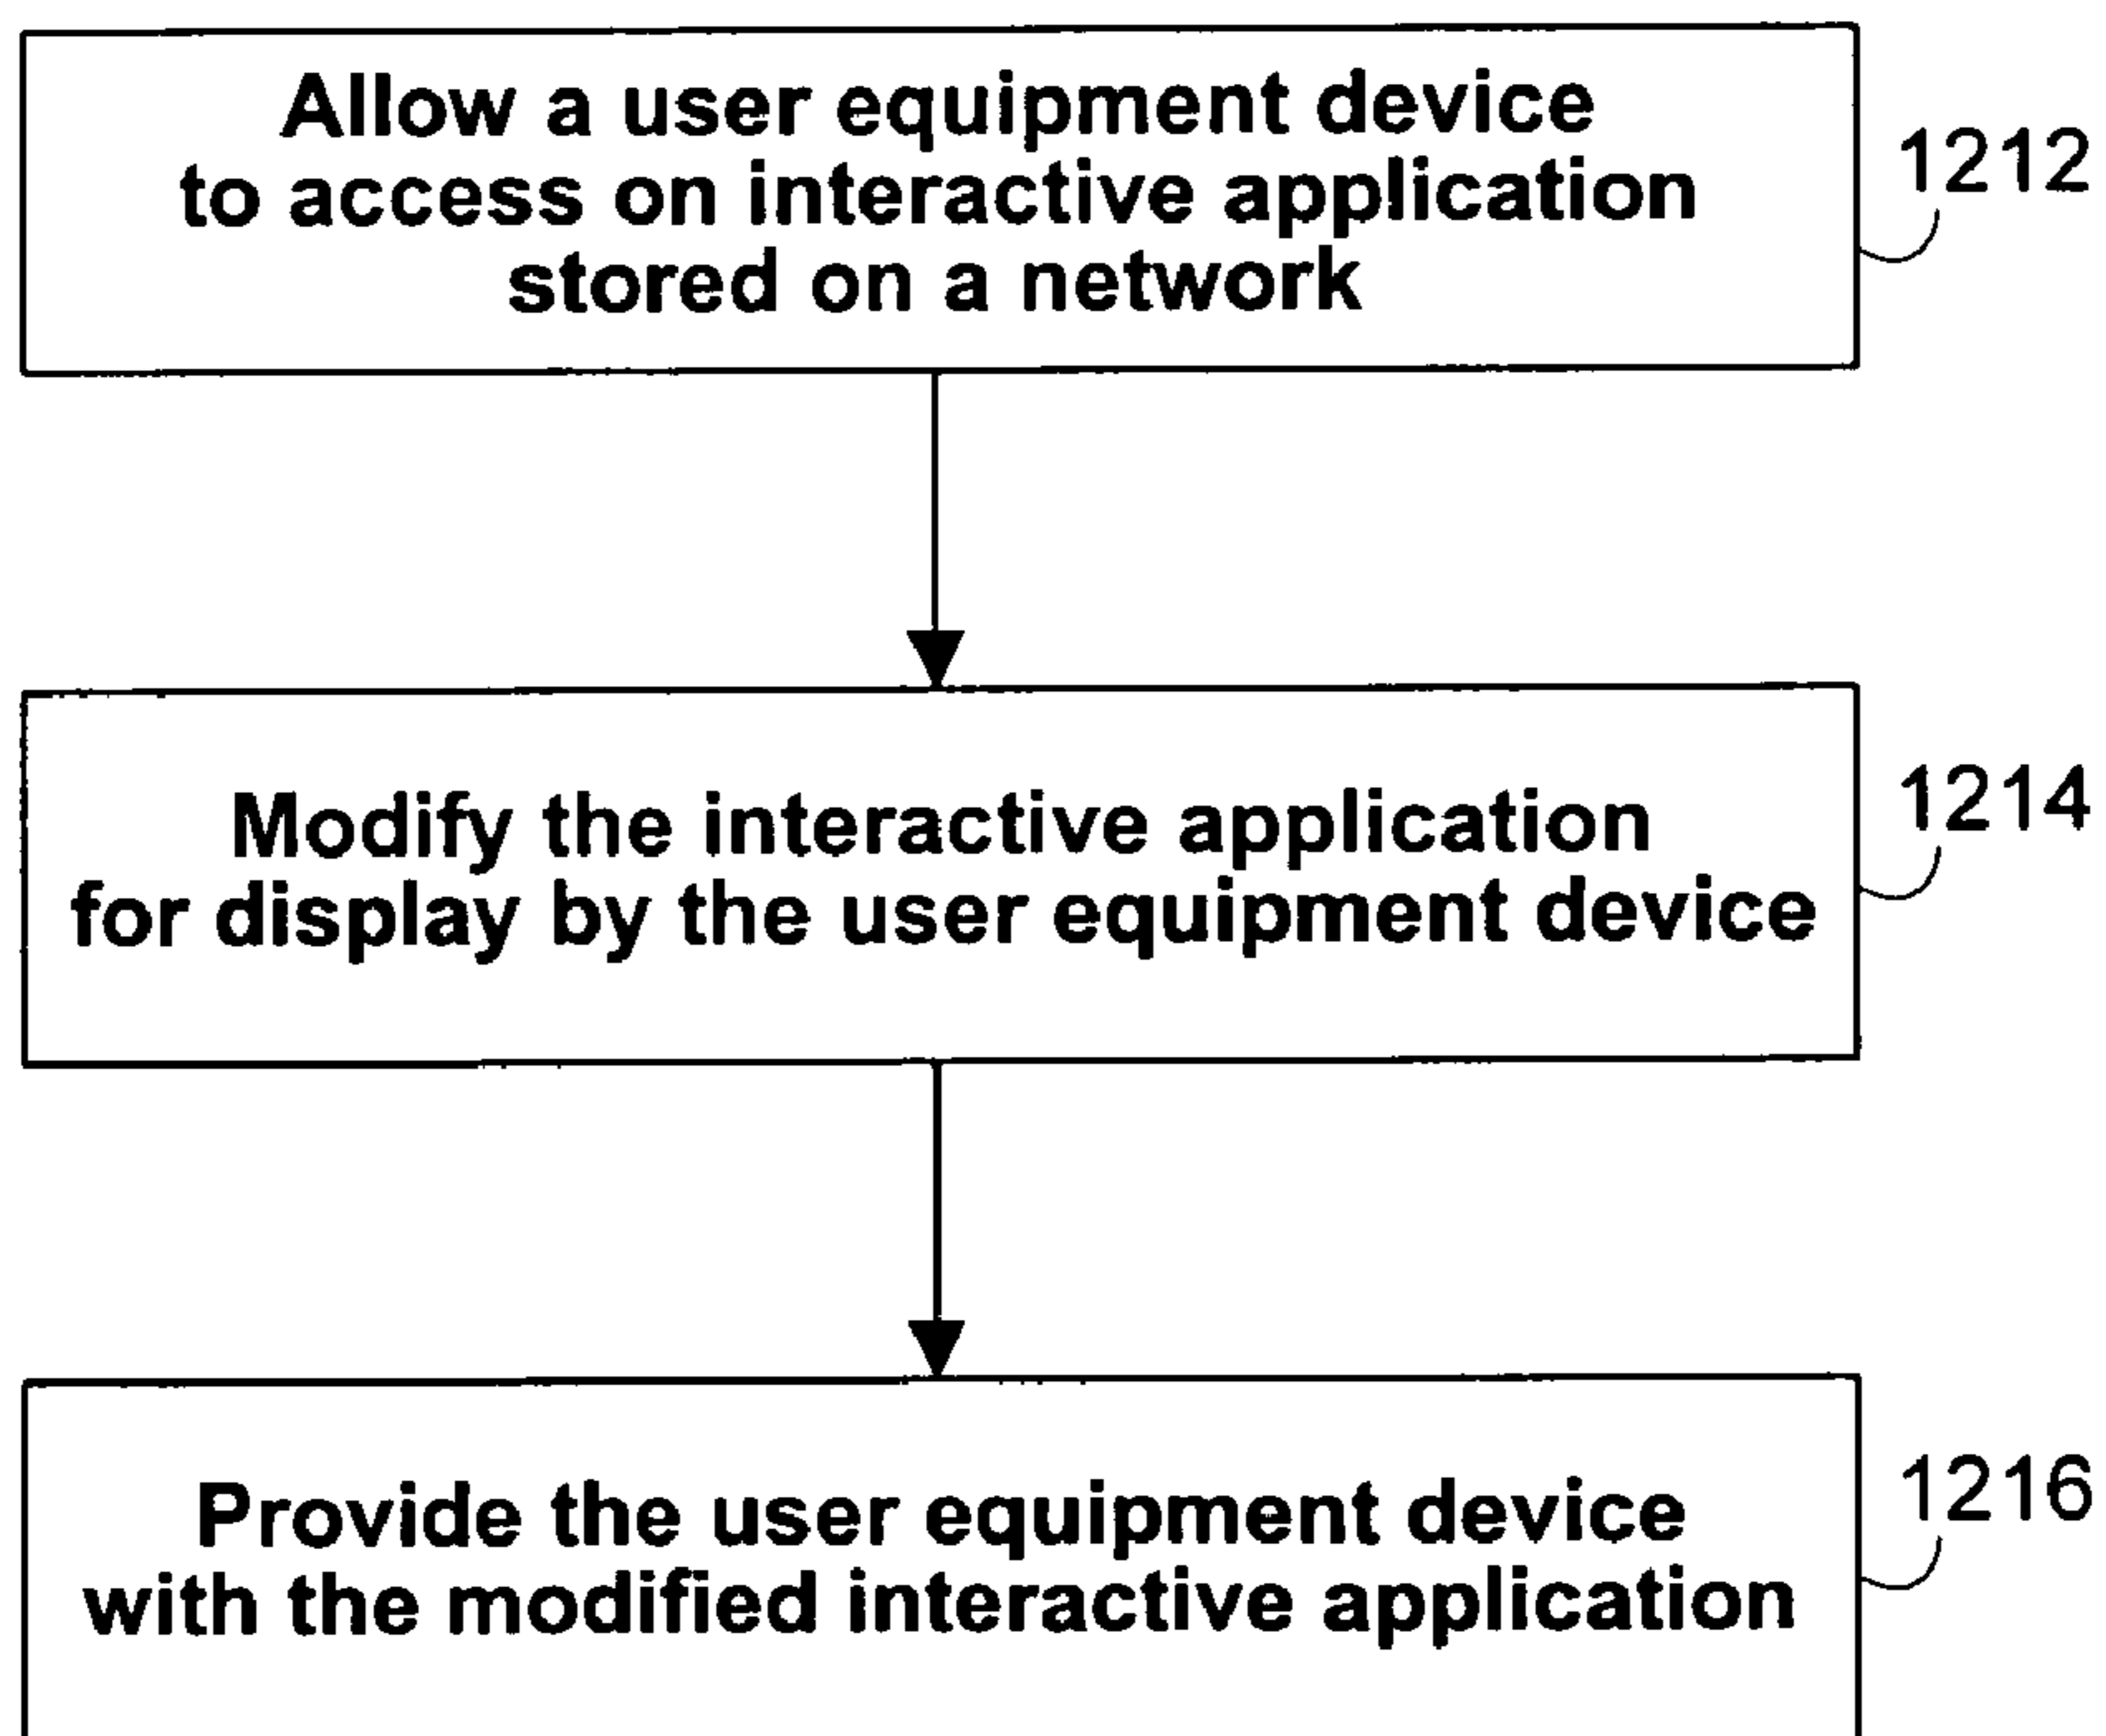 Allow a user equipment device
to access on interactive application
stored on a network
1212
Modify the interactive application
for display by the user equipment device
1214
Provide the user equipment device
with the modified interactive application
1216